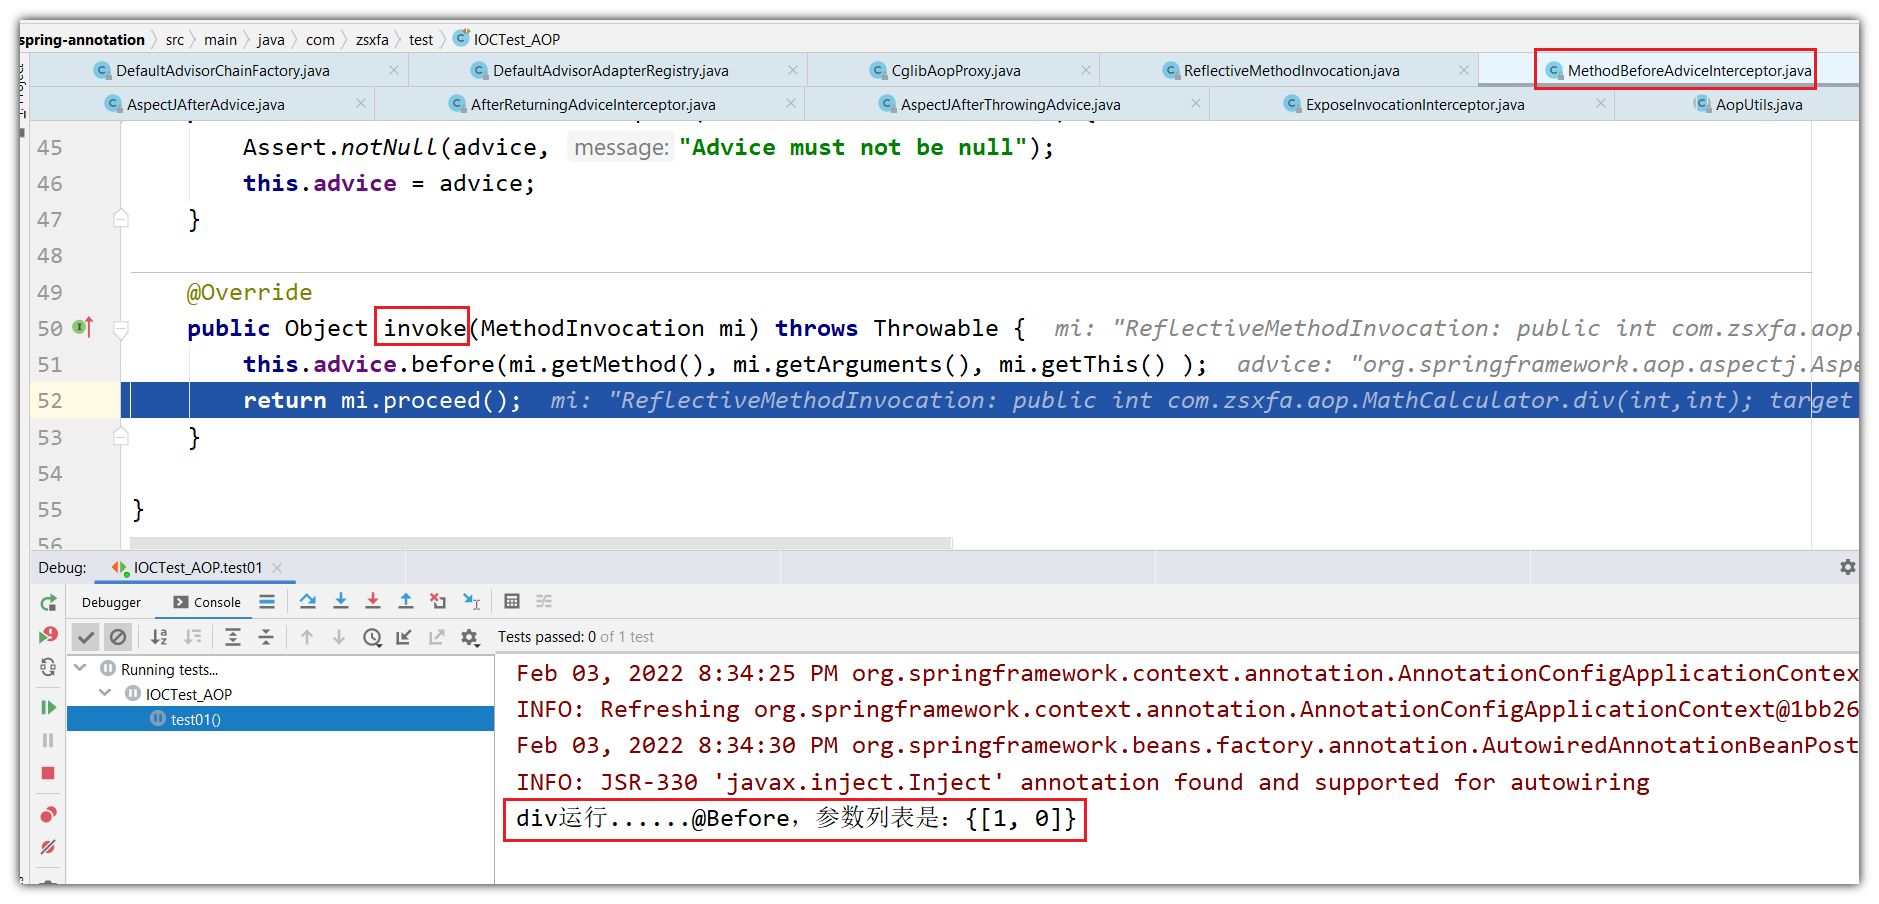 spring-annotation 〉 src 〉 main 〉 java 〉 com 〉 zsxfa 〉 test 〉 IOCTest_AOP
DefaultAdvisorChainFactory.java DefaultAdvisorAdapterRegistry.java CglibAopProxy.java ReflectiveMethodInvocation.java MethodBeforeAdviceInterceptor.java
AspectJAfterAdvice.java AfterReturningAdviceInterceptor.java AspectJAfterThrowingAdvice.java ExposeInvocationInterceptor.java AopUtils.java
45 Assert.notNull(advice, message: "Advice must not be null");
46 this.advice = advice;
47 }
48
49 @Override
50 public Object invoke(MethodInvocation mi) throws Throwable { mi: "ReflectiveMethodInvocation: public int com.zsxfa.aop.
51 this.advice.before(mi.getMethod(), mi.getArguments(), mi.getThis() ); advice: "org.springframework.aop.aspectj.Aspe
52 return mi.proceed(); mi: "ReflectiveMethodInvocation: public int com.zsxfa.aop.MathCalculator.div(int,int); target
53 }
54
55 }
56
Debug: IOCTest_AOP.test01
Debugger Console
Tests passed: 0 of 1 test
Running tests...
IOCTest_AOP
test01()
Feb 03, 2022 8:34:25 PM org.springframework.context.annotation.AnnotationConfigApplicationContex
INFO: Refreshing org.springframework.context.annotation.AnnotationConfigApplicationContext@1bb26
Feb 03, 2022 8:34:30 PM org.springframework.beans.factory.annotation.AutowiredAnnotationBeanPost
INFO: JSR-330 'javax.inject.Inject' annotation found and supported for autowiring
div运行......@Before，参数列表是：{[1, 0]}